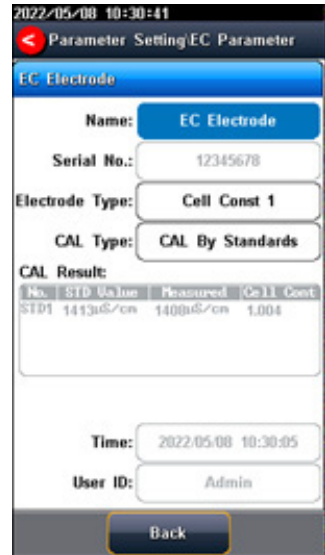 2022/05/08 10:30:41
< Parameter Setting\EC Parameter
EC Electrode
Name: EC Electrode
Serial No.: 12345678
Electrode Type: Cell Const 1
CAL Type: CAL By Standards
CAL Result:
No. STD Value Measured Cell Cont
STD1 1413uS/cm 1408uS/cm 1.004
Time: 2022/05/08 10:30:05
User ID: Admin
Back